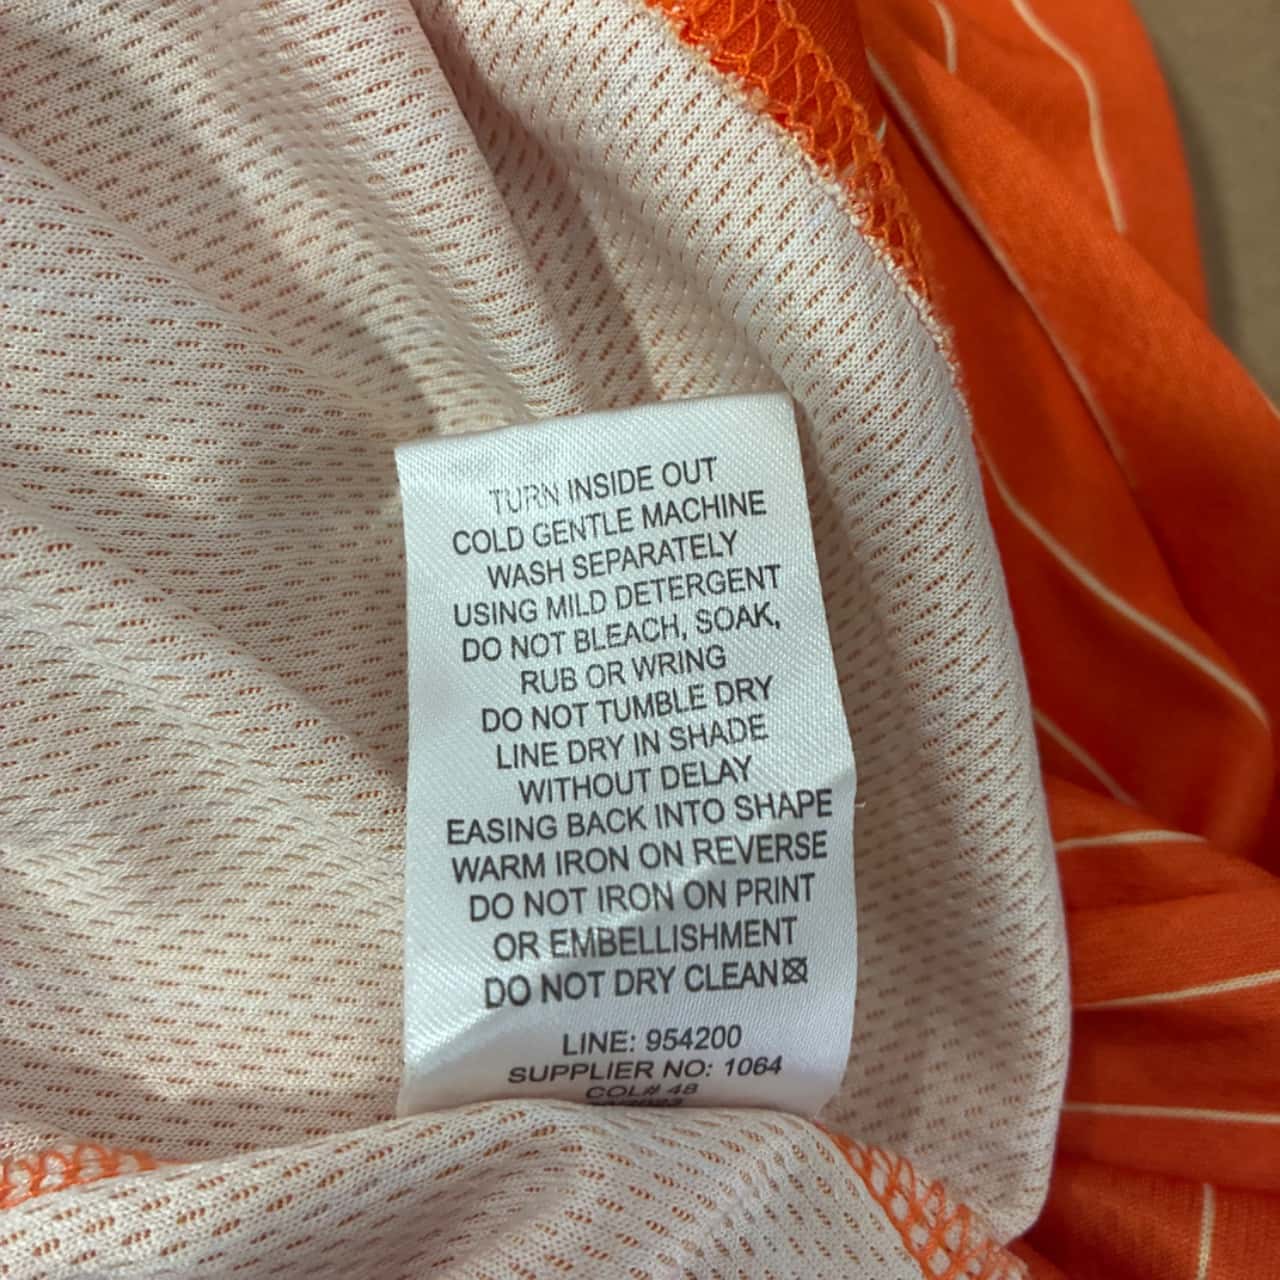 TURN INSIDE OUT
COLD GENTLE MACHINE
WASH SEPARATELY
USING MILD DETERGENT
DO NOT BLEACH, SOAK,
RUB OR WRING
DO NOT TUMBLE DRY
LINE DRY IN SHADE
WITHOUT DELAY
EASING BACK INTO SHAPE
WARM IRON ON REVERSE
DO NOT IRON ON PRINT
OR EMBELLISHMENT
DO NOT DRY CLEAN
LINE: 954200
SUPPLIER NO: 1064
COL# 48